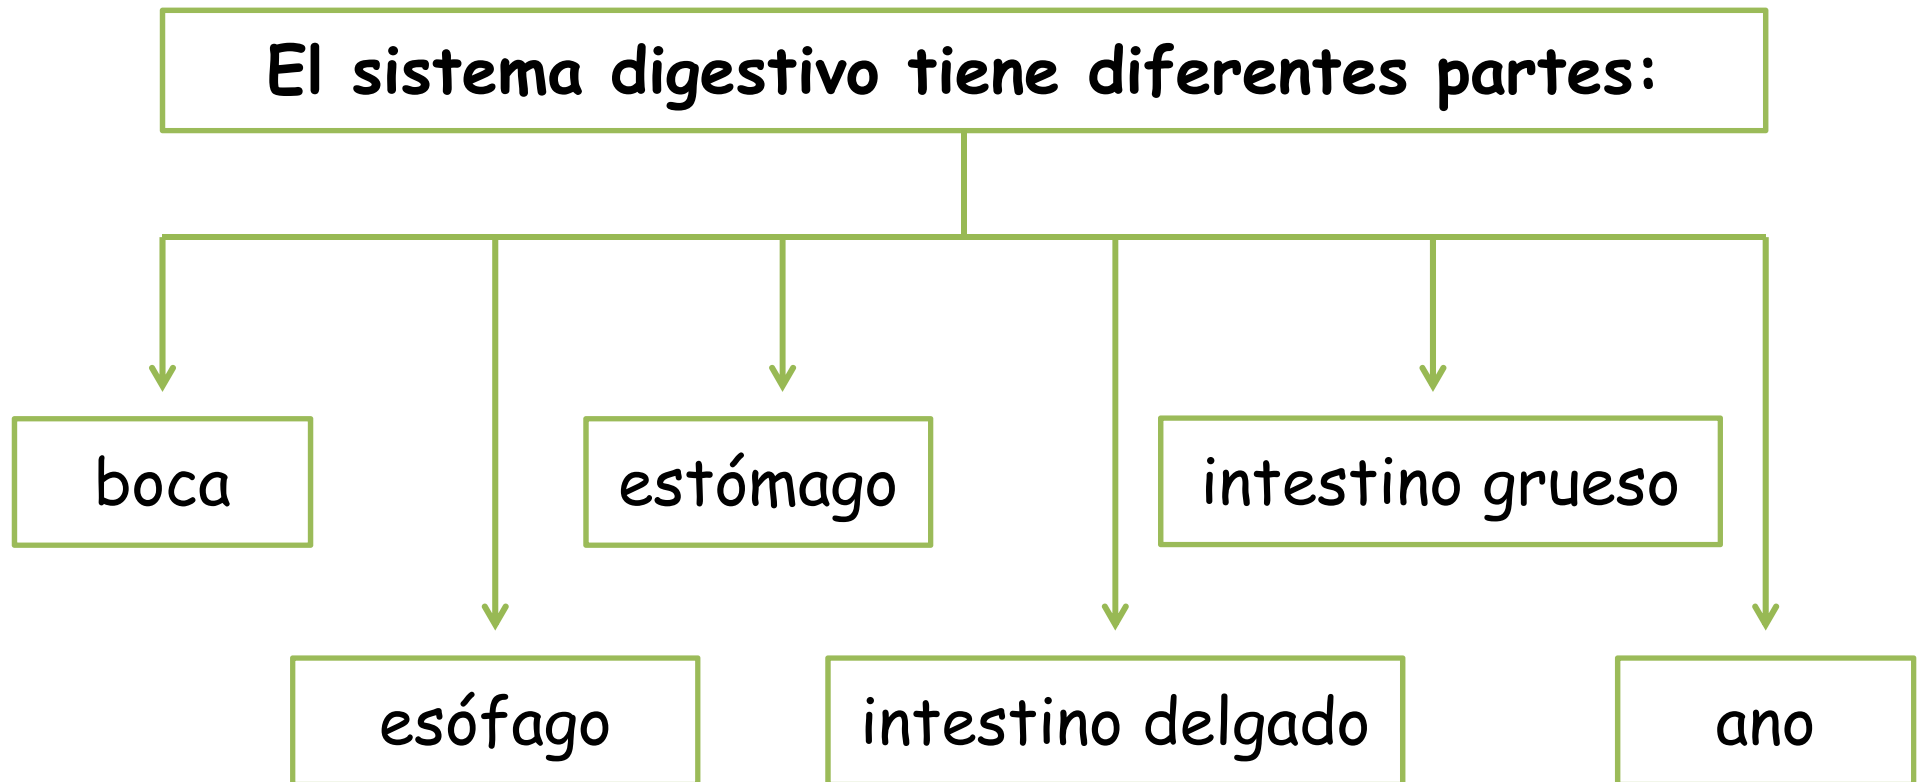 El sistema digestivo tiene diferentes partes:
boca
estómago
intestino grueso
esófago
intestino delgado
ano